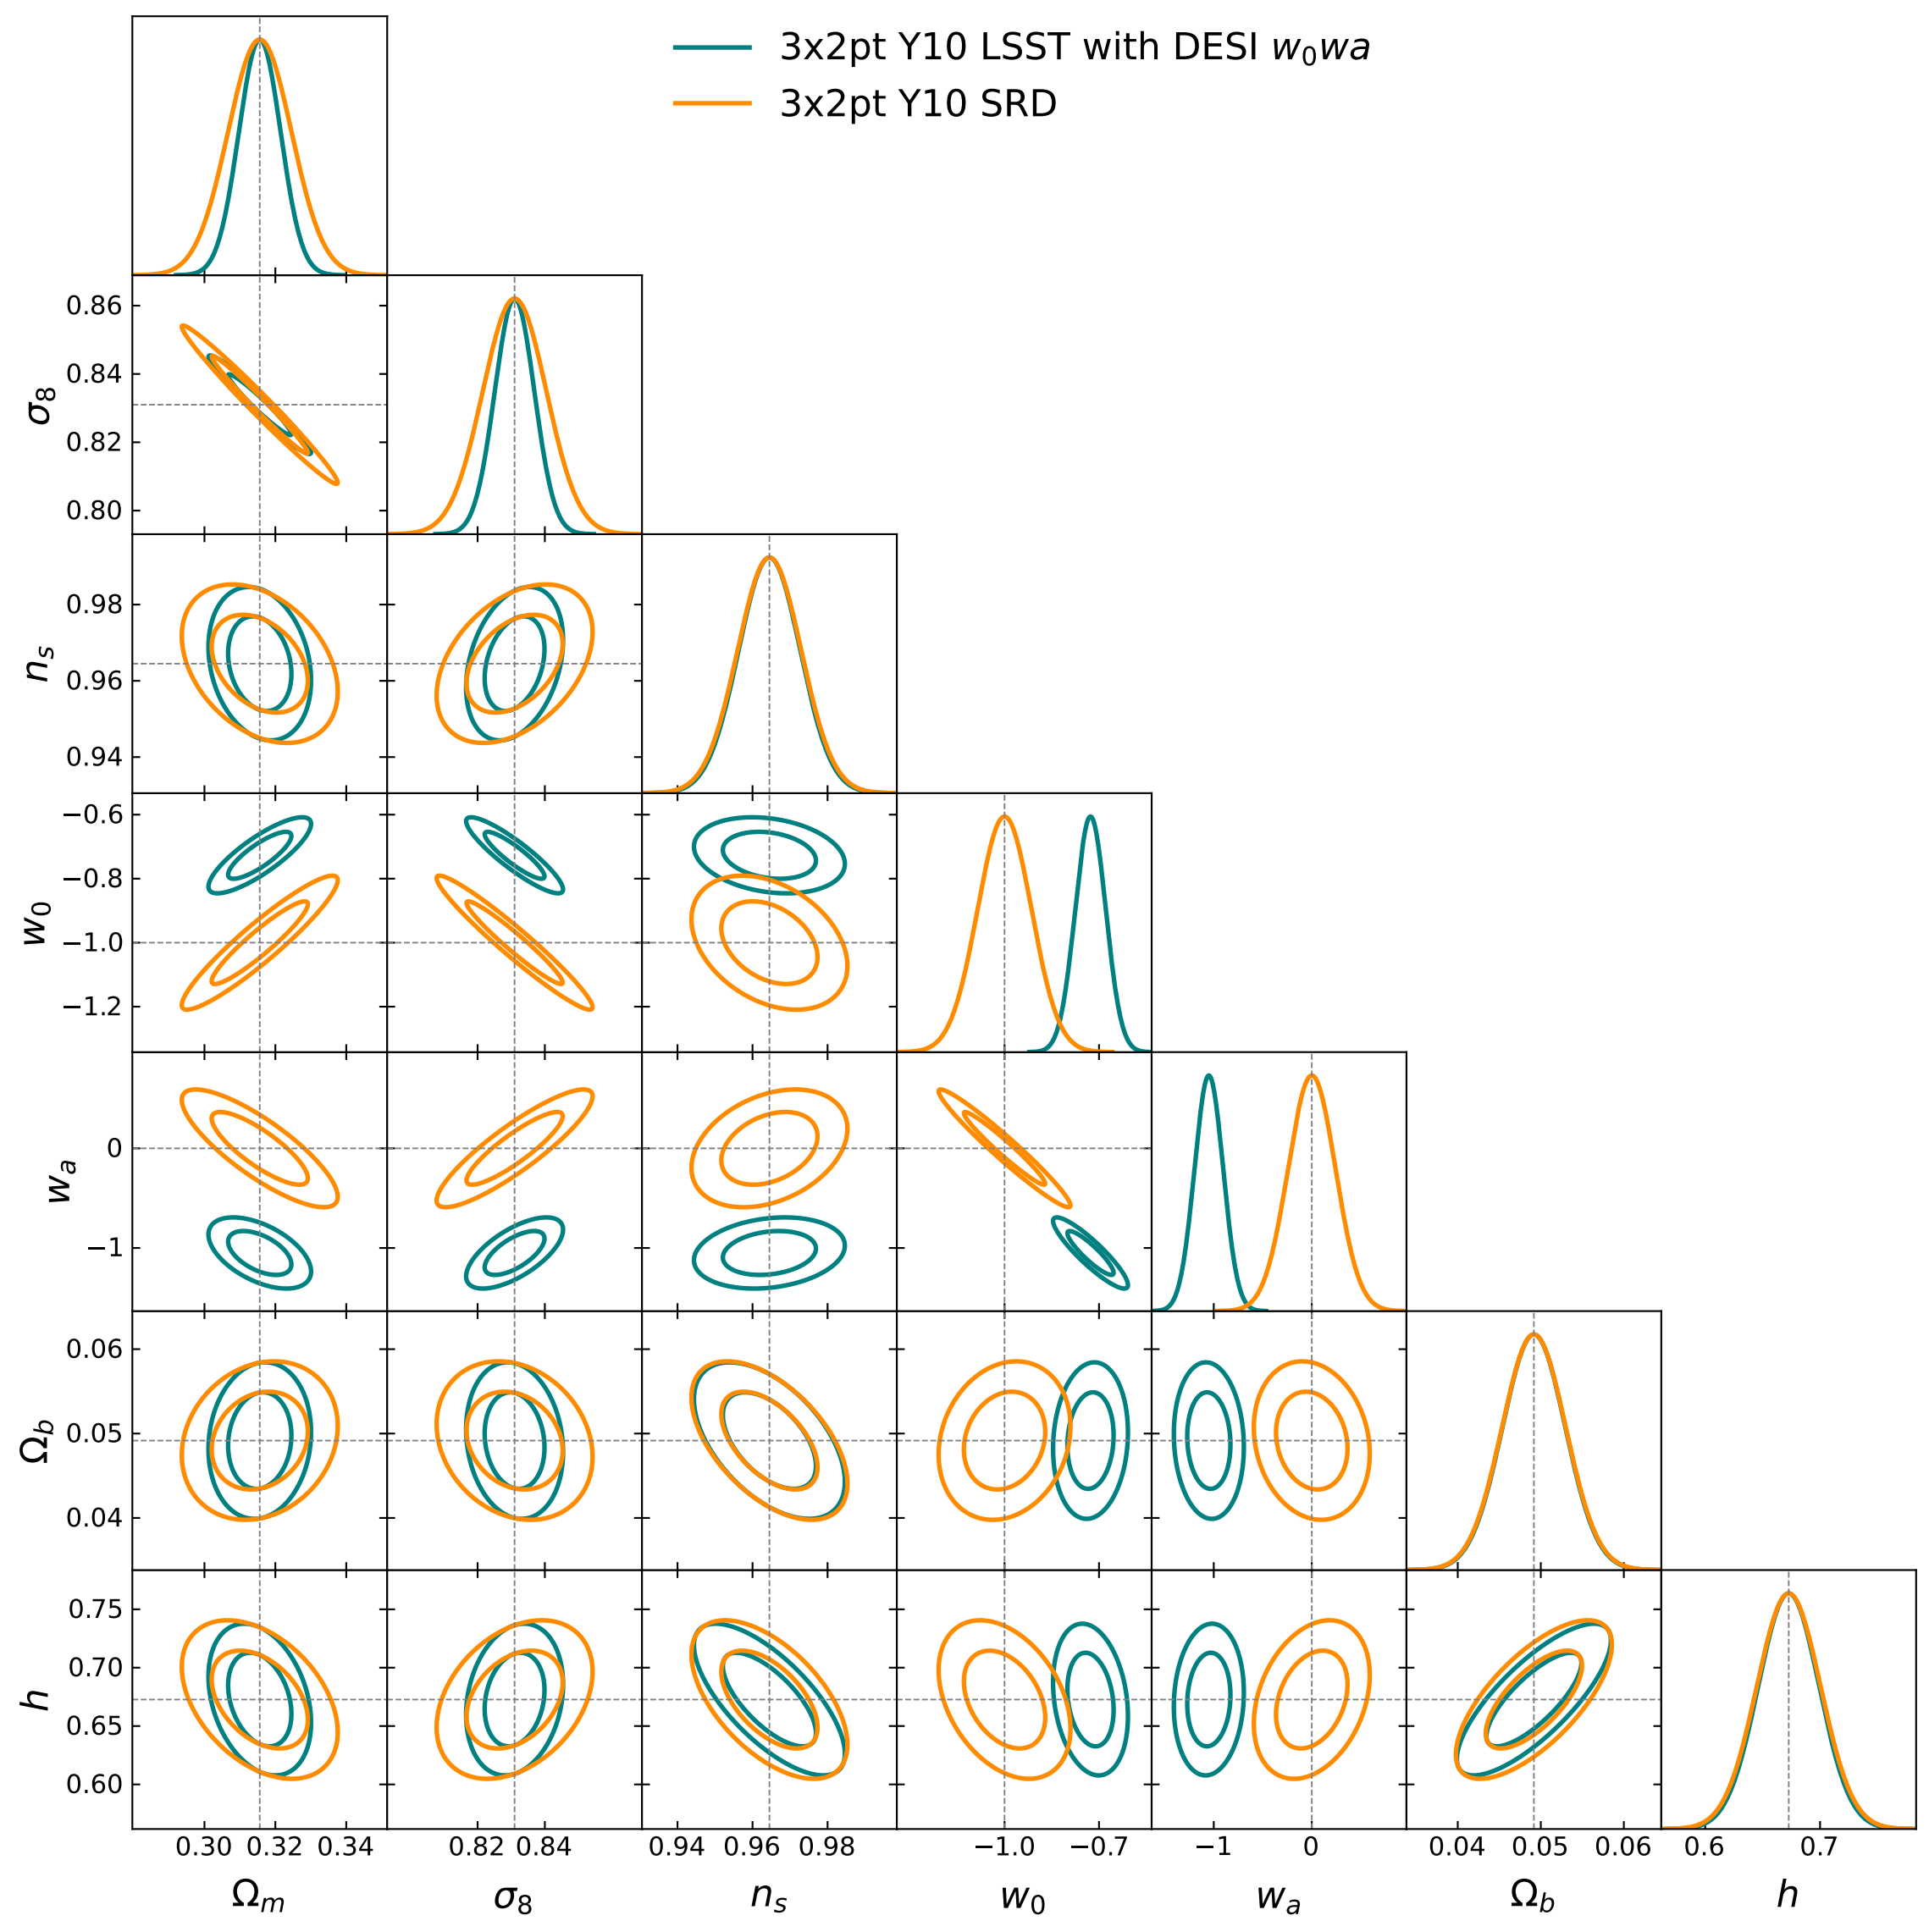 3x2pt Y10 LSST with DESI w₀wa
3x2pt Y10 SRD
0.86
0.84
0.82
0.80
σ₈
0.98
0.96
0.94
nₛ
−0.6
−0.8
−1.0
−1.2
w₀
0
−1
wₐ
0.06
0.05
0.04
Ω_b
0.75
0.70
0.65
0.60
h
0.30 0.32 0.34 0.82 0.84 0.94 0.96 0.98 −1.0 −0.7 −1 0 0.04 0.05 0.06 0.6 0.7
Ωₘ σ₈ nₛ w₀ wₐ Ω_b h